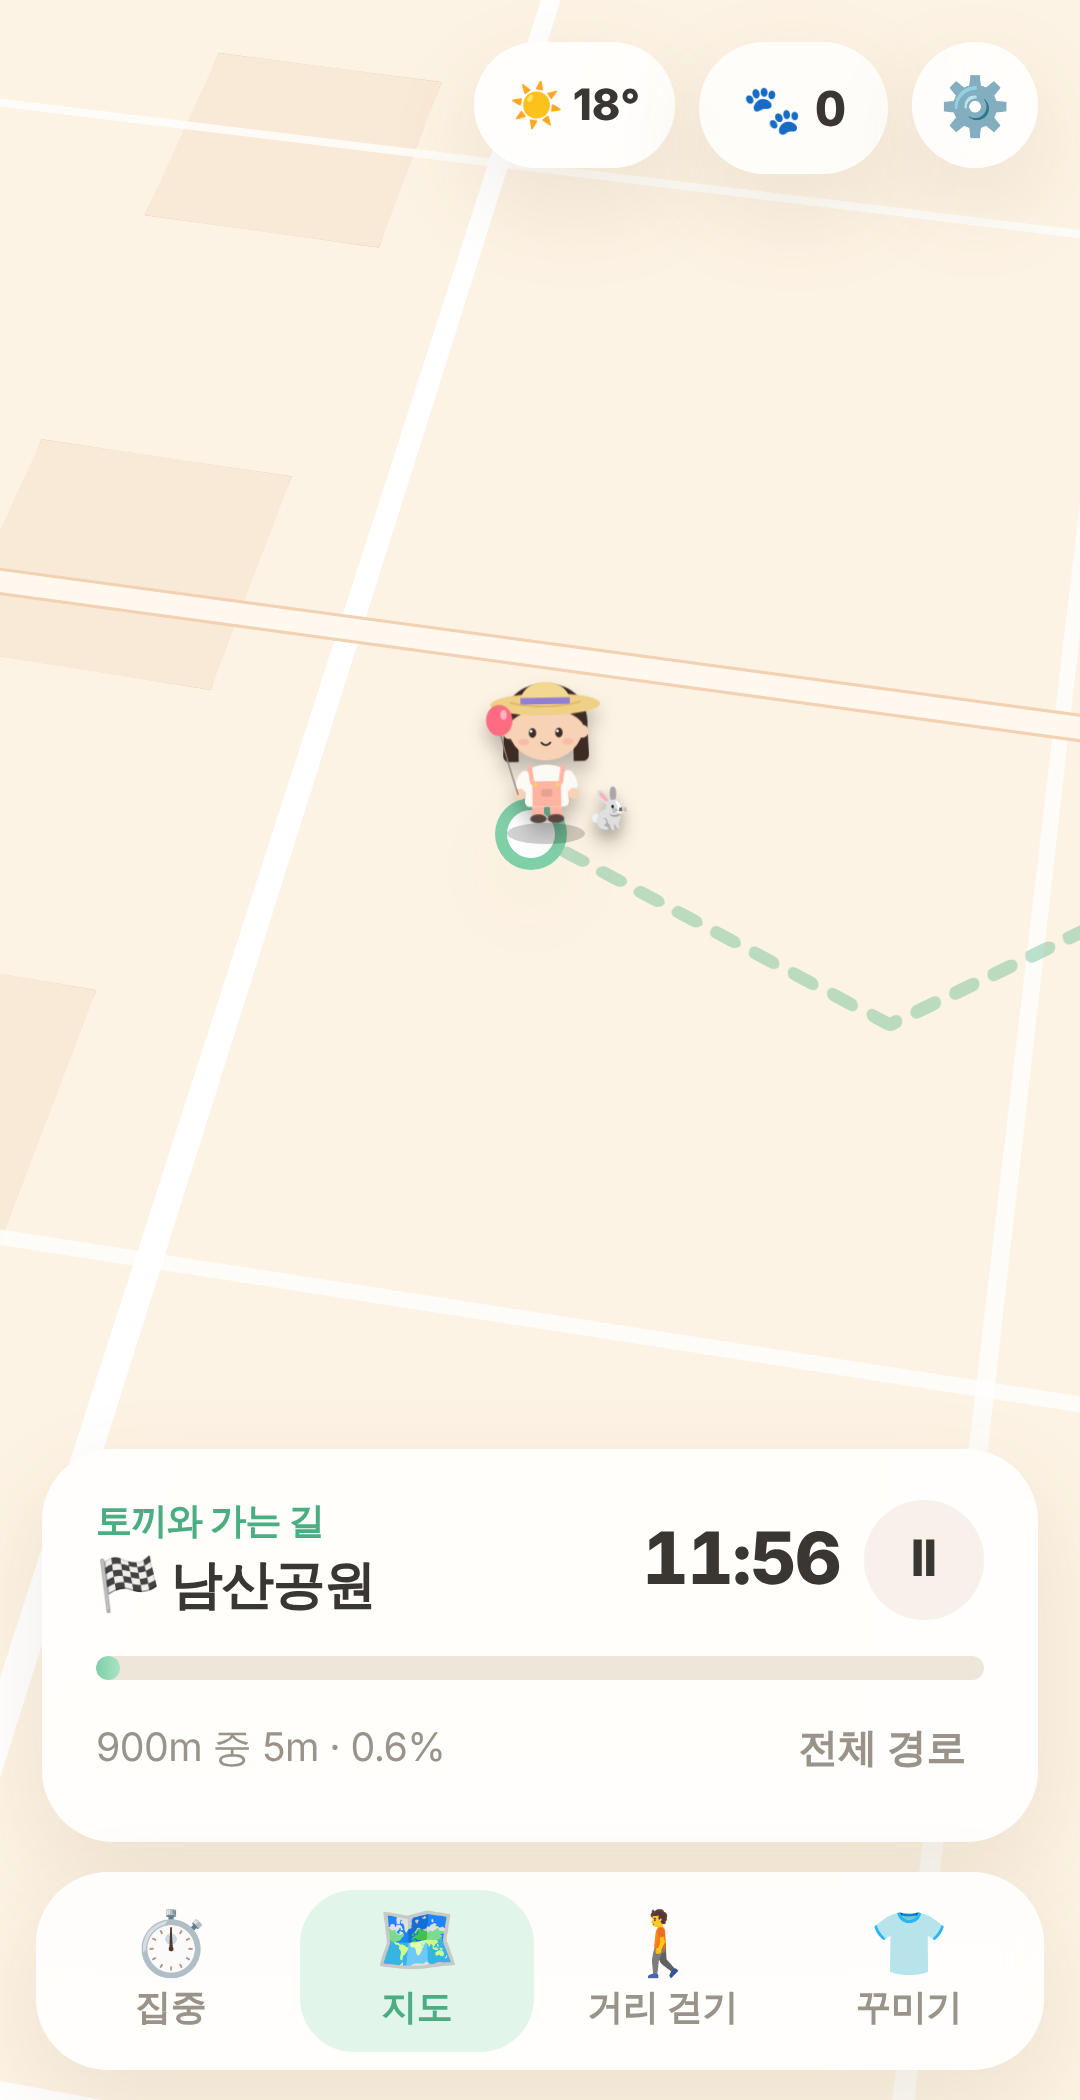 18°
0
토끼와 가는 길
남산공원
11:56
900m 중 5m · 0.6%
전체 경로
집중
지도
거리 걷기
꾸미기